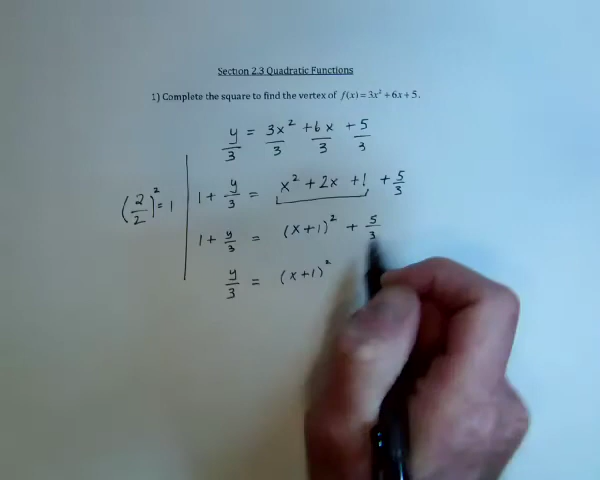 Section 2.3 Quadratic Functions
1) Complete the square to find the vertex of f(x) = 3x² + 6x + 5.
y/3 = 3x²/3 + 6x/3 + 5/3
(2/2)² = 1 1 + y/3 = x² + 2x + 1 + 5/3
1 + y/3 = (x+1)² + 5/3
y/3 = (x+1)²